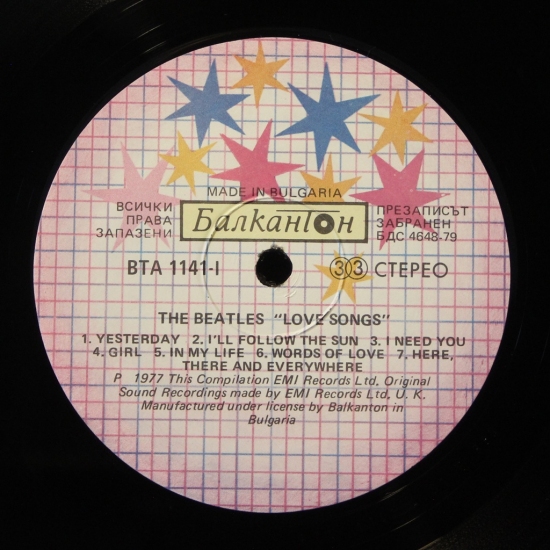 MADE IN BULGARIA
ВСИЧКИ
ПРАВА
ЗАПАЗЕНИ
Балкантон
ПРЕЗАПИСЪТ
ЗАБРАНЕН
БДС 4648-79
ВТА 1141-I
33 СТЕРЕО
THE BEATLES "LOVE SONGS"
1. YESTERDAY 2. I'LL FOLLOW THE SUN 3. I NEED YOU
4. GIRL 5. IN MY LIFE 6. WORDS OF LOVE 7. HERE,
THERE AND EVERYWHERE
P 1977 This Compilation EMI Records Ltd. Original
Sound Recordings made by EMI Records Ltd, U. K.
Manufactured under license by Balkanton in
Bulgaria